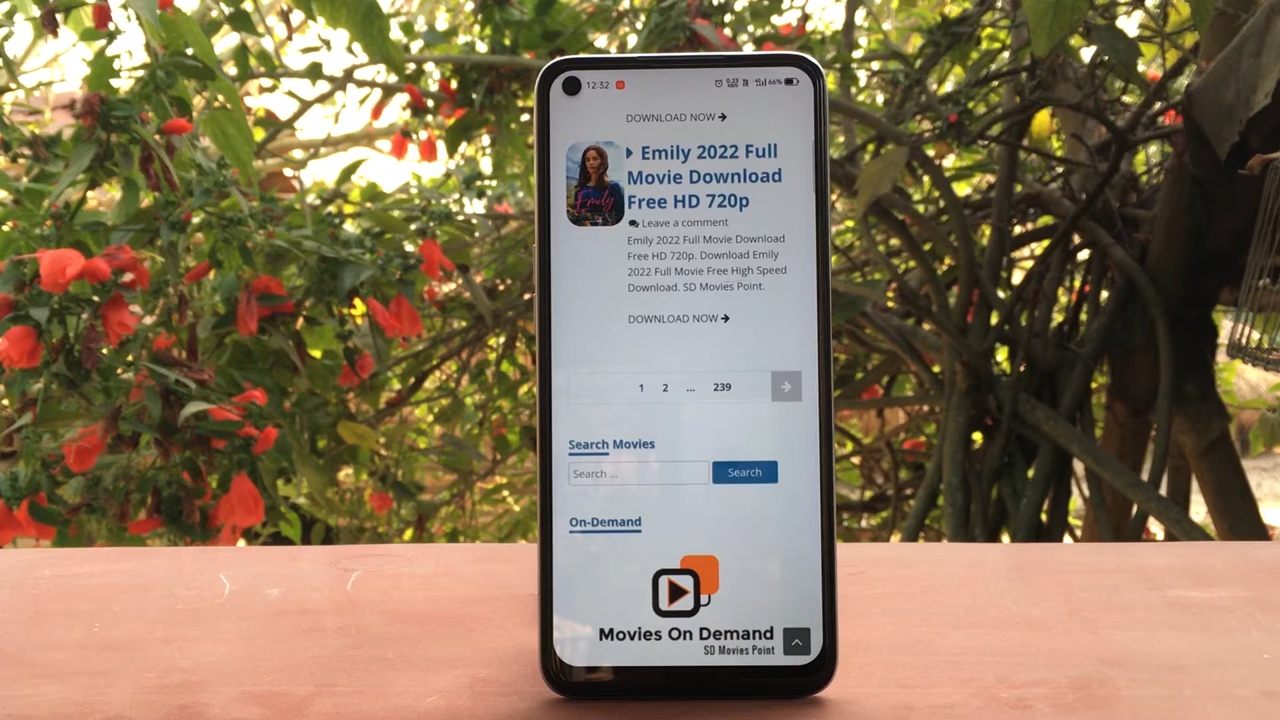 12:32
66%
DOWNLOAD NOW
Emily 2022 Full
Movie Download
Free HD 720p
Emily
Leave a comment
Emily 2022 Full Movie Download
Free HD 720p. Download Emily
2022 Full Movie Free High Speed
Download. SD Movies Point.
DOWNLOAD NOW
1 2 ... 239
Search Movies
Search ...
Search
On-Demand
Movies On Demand
SD Movies Point